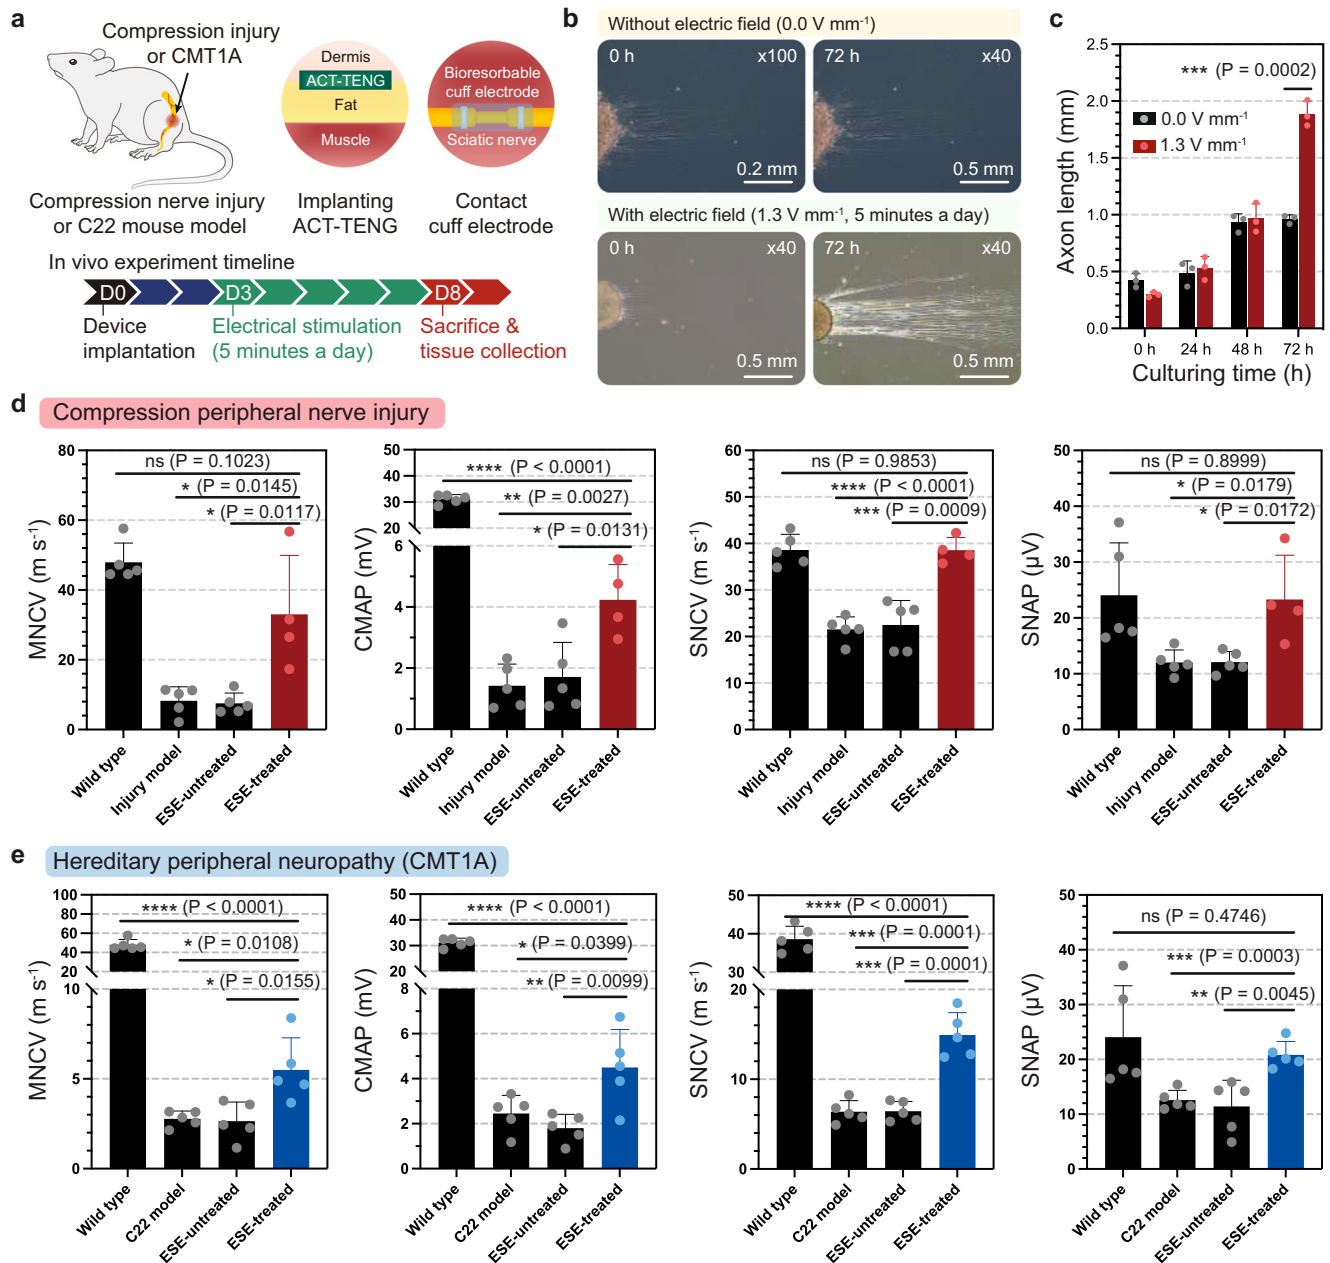 a
Compression injury
or CMT1A
Dermis
ACT-TENG
Fat
Muscle
Bioresorbable
cuff electrode
Sciatic nerve
Compression nerve injury
or C22 mouse model
Implanting
ACT-TENG
Contact
cuff electrode
In vivo experiment timeline
D0
D3
D8
Device
implantation
Electrical stimulation
(5 minutes a day)
Sacrifice &
tissue collection
b
Without electric field (0.0 V mm⁻¹)
0 h
x100
0.2 mm
72 h
x40
0.5 mm
With electric field (1.3 V mm⁻¹, 5 minutes a day)
0 h
x40
0.5 mm
72 h
x40
0.5 mm
c
Axon length (mm)
2.5
2.0
1.5
1.0
0.5
0.0
*** (P = 0.0002)
0.0 V mm⁻¹
1.3 V mm⁻¹
0 h
24 h
48 h
72 h
Culturing time (h)
d
Compression peripheral nerve injury
MNCV (m s⁻¹)
80
60
40
20
0
ns (P = 0.1023)
* (P = 0.0145)
* (P = 0.0117)
Wild type
Injury model
ESE-untreated
ESE-treated
CMAP (mV)
50
40
30
20
6
4
2
0
**** (P < 0.0001)
** (P = 0.0027)
* (P = 0.0131)
Wild type
Injury model
ESE-untreated
ESE-treated
SNCV (m s⁻¹)
60
50
40
30
20
10
0
ns (P = 0.9853)
**** (P < 0.0001)
*** (P = 0.0009)
Wild type
Injury model
ESE-untreated
ESE-treated
SNAP (μV)
50
40
30
20
10
0
ns (P = 0.8999)
* (P = 0.0179)
* (P = 0.0172)
Wild type
Injury model
ESE-untreated
ESE-treated
e
Hereditary peripheral neuropathy (CMT1A)
MNCV (m s⁻¹)
100
80
60
40
20
10
5
0
**** (P < 0.0001)
* (P = 0.0108)
* (P = 0.0155)
Wild type
C22 model
ESE-untreated
ESE-treated
CMAP (mV)
50
40
30
20
8
6
4
2
0
**** (P < 0.0001)
* (P = 0.0399)
** (P = 0.0099)
Wild type
C22 model
ESE-untreated
ESE-treated
SNCV (m s⁻¹)
50
40
30
20
10
0
**** (P < 0.0001)
*** (P = 0.0001)
*** (P = 0.0001)
Wild type
C22 model
ESE-untreated
ESE-treated
SNAP (μV)
50
40
30
20
10
0
ns (P = 0.4746)
*** (P = 0.0003)
** (P = 0.0045)
Wild type
C22 model
ESE-untreated
ESE-treated